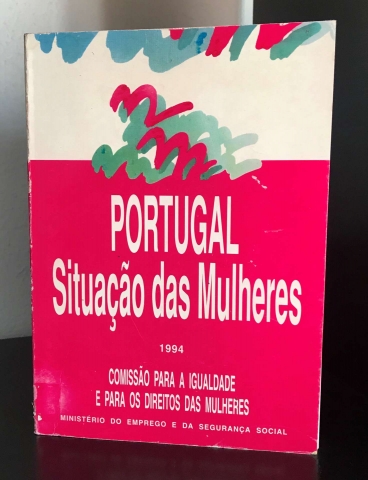 PORTUGAL
Situação das Mulheres
1994
COMISSÃO PARA A IGUALDADE
E PARA OS DIREITOS DAS MULHERES
MINISTÉRIO DO EMPREGO E DA SEGURANÇA SOCIAL